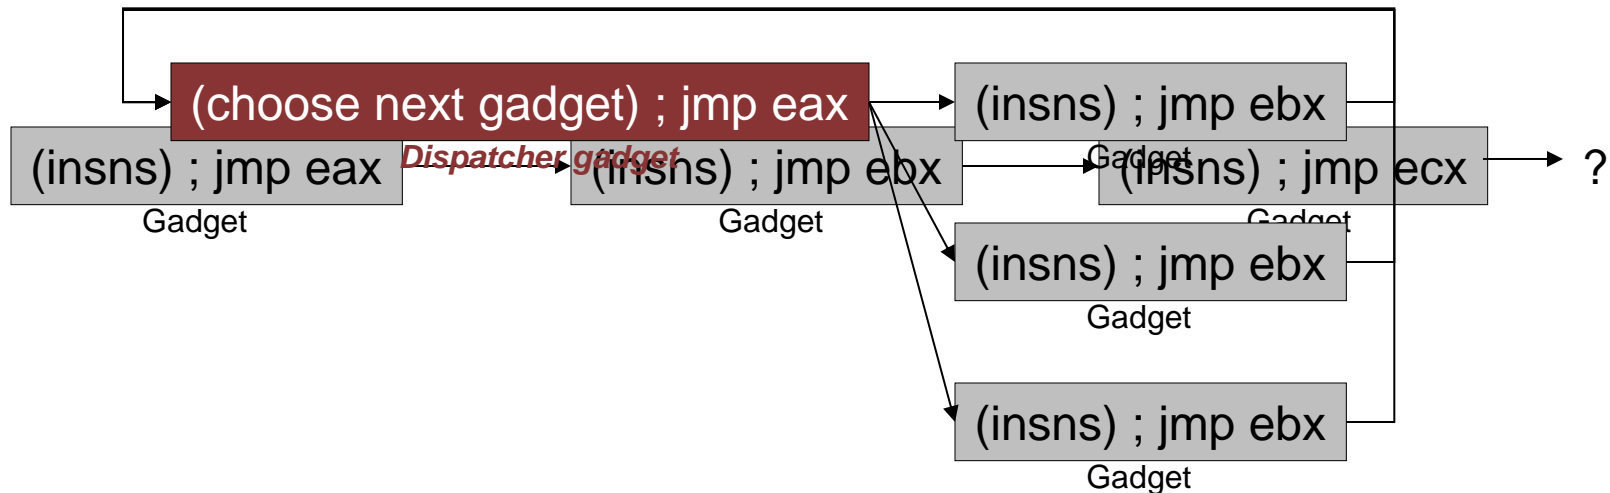 (choose next gadget) ; jmp eax
Dispatcher gadget
(insns) ; jmp ebx
Gadget
(insns) ; jmp eax
Gadget
(insns) ; jmp ebx
Gadget
(insns) ; jmp ecx
Gadget
?
(insns) ; jmp ebx
Gadget
(insns) ; jmp ebx
Gadget